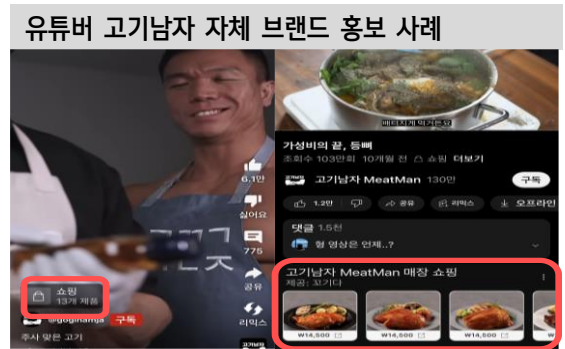 유튜버 고기남자 자체 브랜드 홍보 사례
6.1만
싫어요
775
공유
리믹스
쇼핑
13개 제품
@goginamja 구독
주사 맞은 고기
가성비의 끝, 등뼈
조회수 103만회 10개월 전 쇼핑 더보기
고기남자 MeatMan 130만 구독
1.2만 공유 리믹스 오프라인
댓글 1.5천
형 영상은 언제..?
고기남자 MeatMan 매장 쇼핑
제공: 꼬기다
₩14,500 ₩14,500 ₩14,500